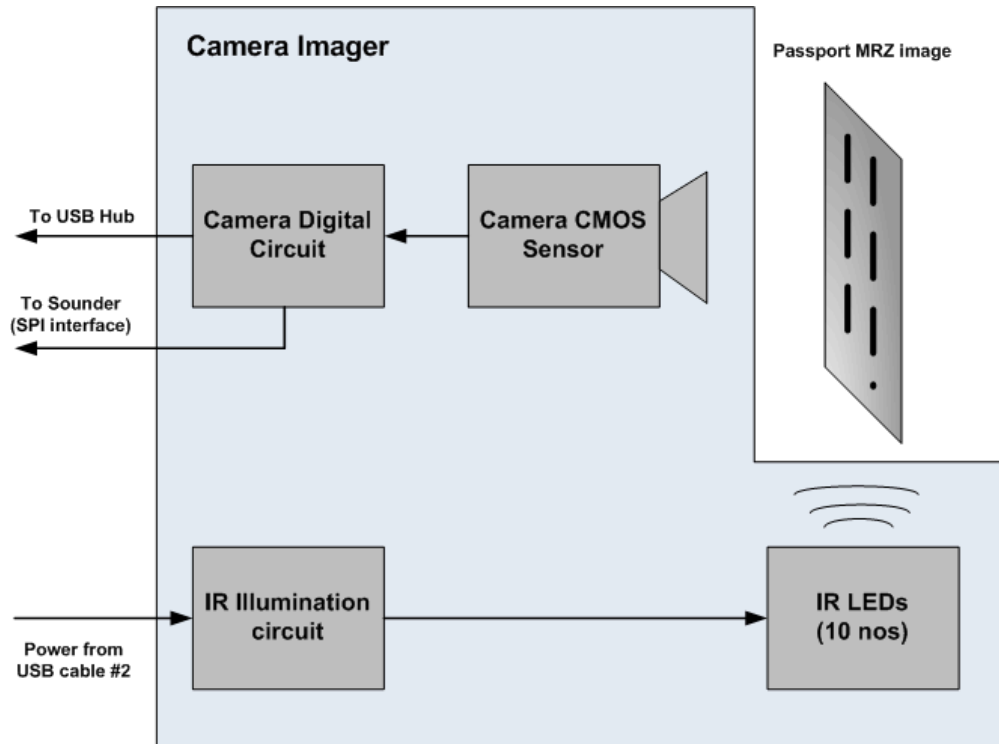 Camera Imager
Passport MRZ image
To USB Hub
Camera Digital
Circuit
Camera CMOS
Sensor
To Sounder
(SPI interface)
IR Illumination
circuit
IR LEDs
(10 nos)
Power from
USB cable #2